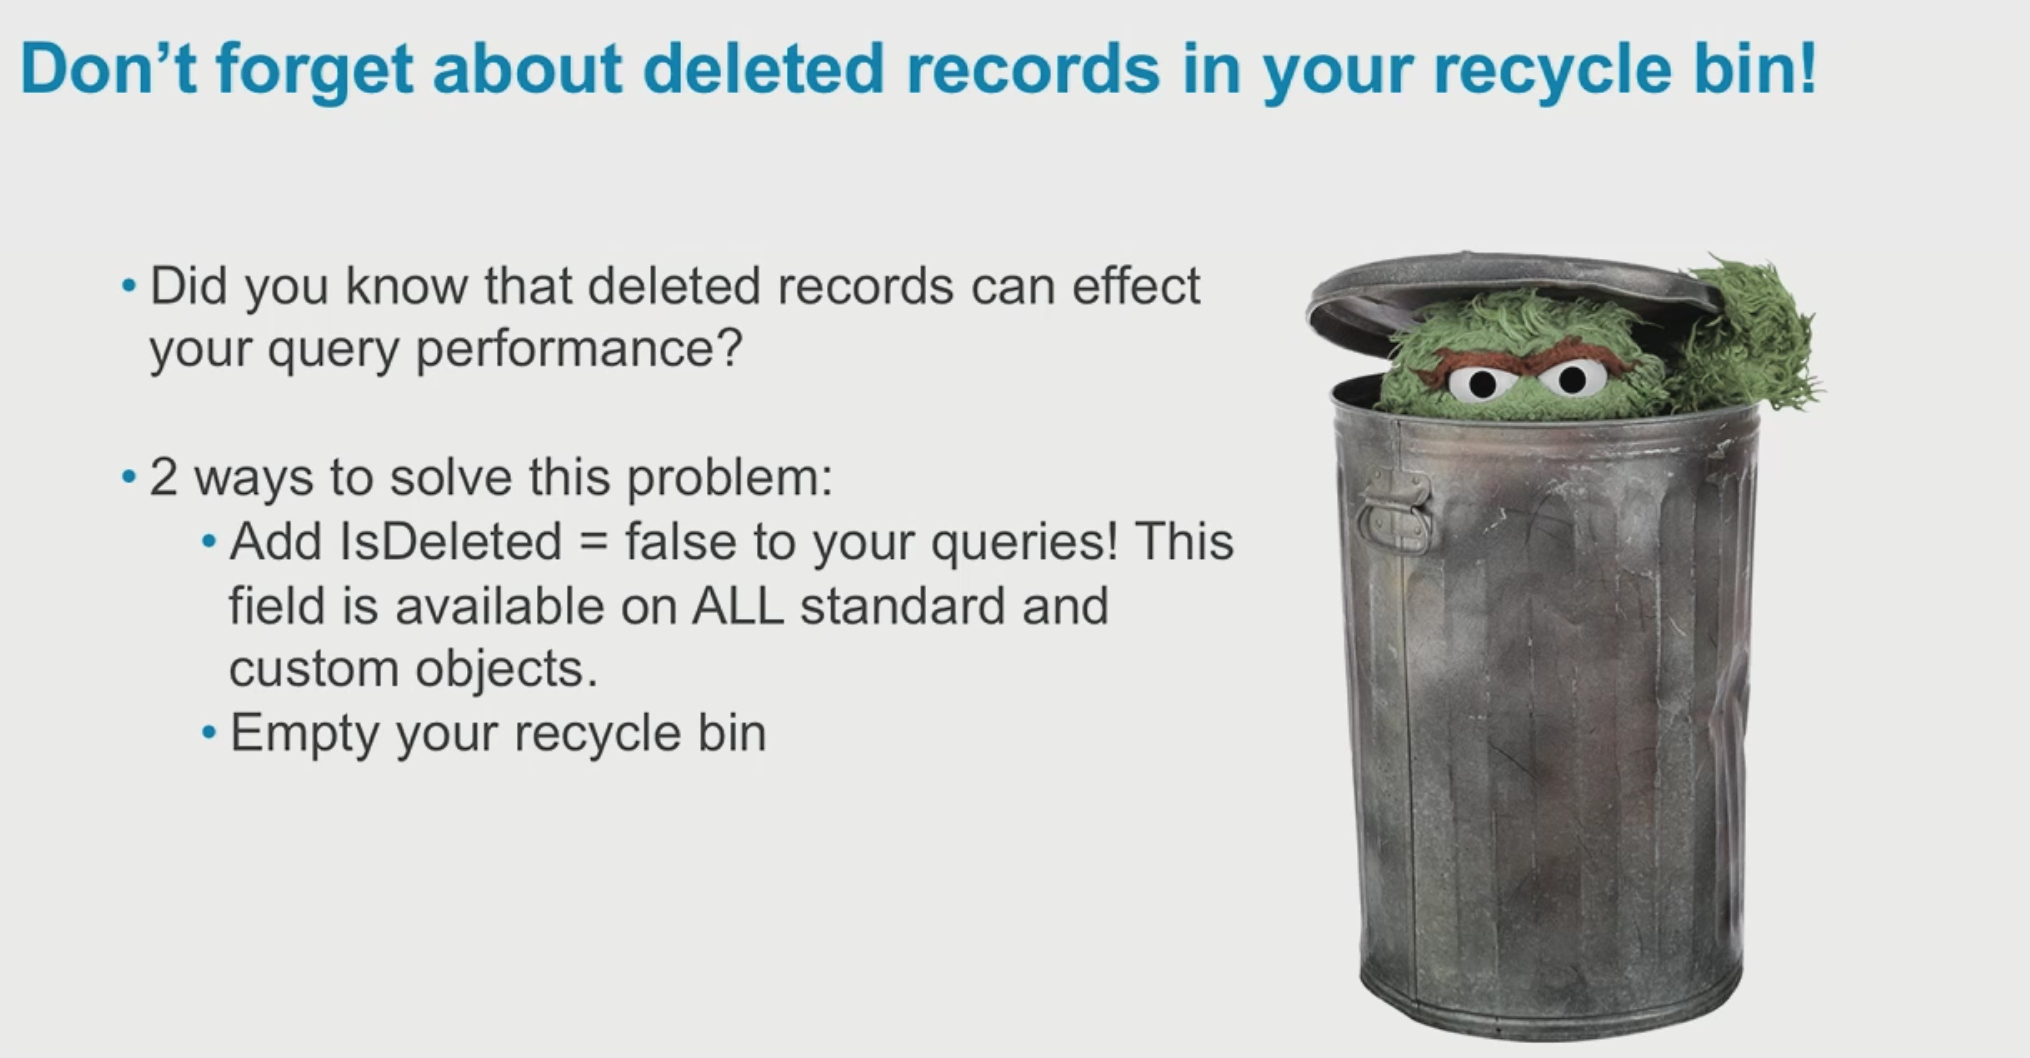 Don’t forget about deleted records in your recycle bin!
• Did you know that deleted records can effect
your query performance?
• 2 ways to solve this problem:
• Add IsDeleted = false to your queries! This
field is available on ALL standard and
custom objects.
• Empty your recycle bin